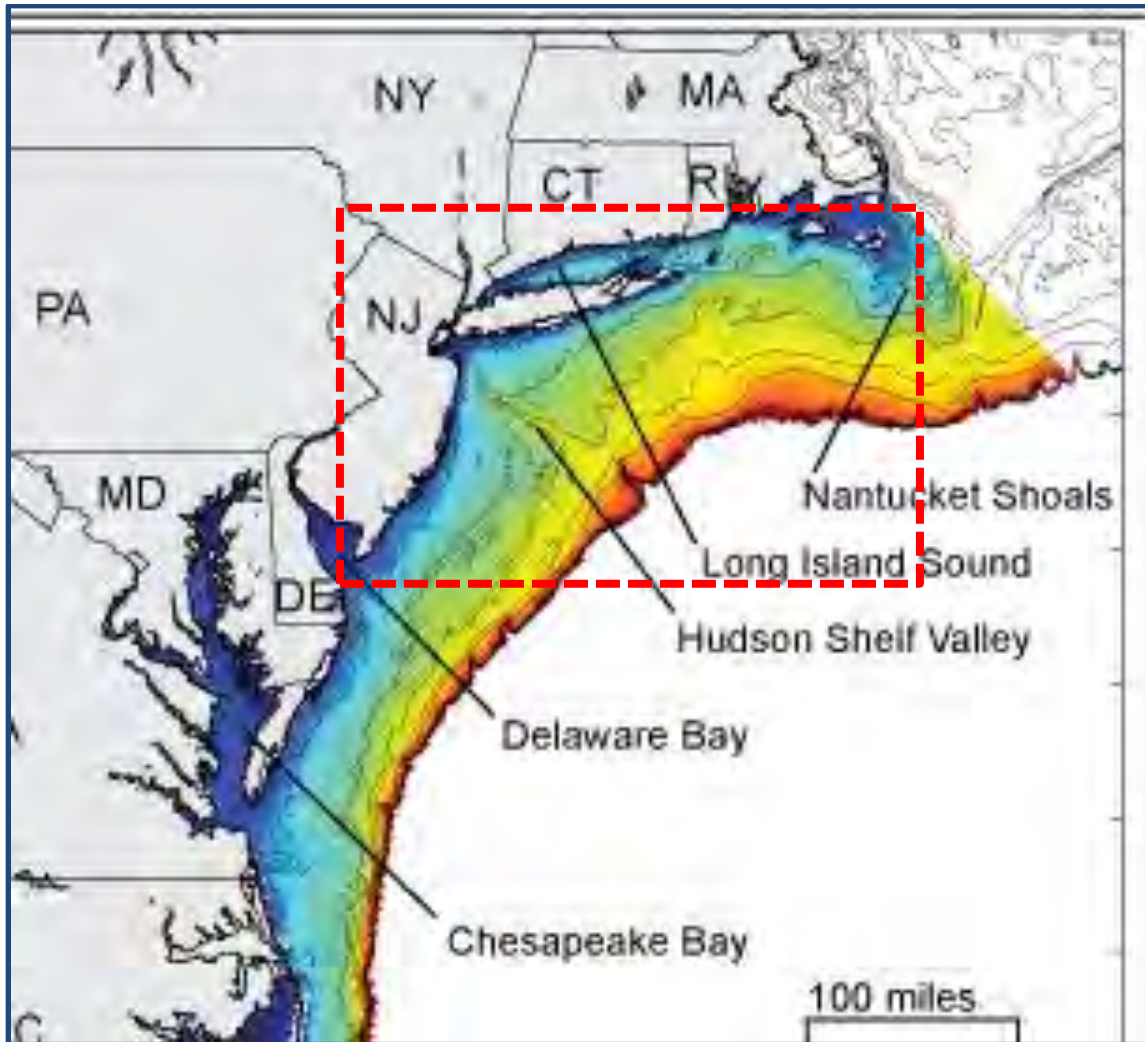 NY
MA
CT
RI
PA
NJ
MD
Nantucket Shoals
Long Island Sound
DE
Hudson Shelf Valley
Delaware Bay
Chesapeake Bay
100 miles
C